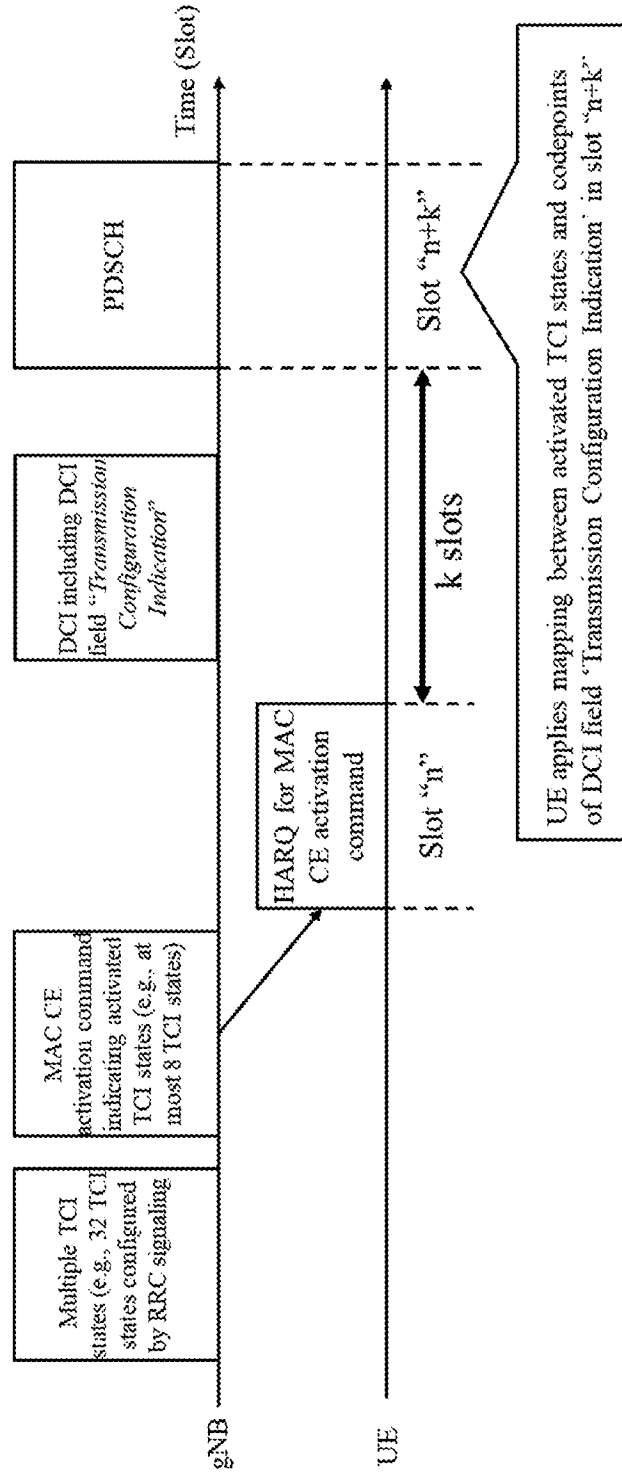 Multiple TCI
states (e.g., 32 TCI
states configured
by RRC signaling
MAC CE
activation command
indicating activated
TCI states (e.g., at
most 8 TCI states)
DCI including DCI
field “Transmission
Configuration
Indication”
PDSCH
gNB
Time (Slot)
HARQ for MAC
CE activation
command
UE
Slot “n”
k slots
Slot “n+k”
UE applies mapping between activated TCI states and codepoints
of DCI field ‘Transmission Configuration Indication’ in slot “n+k”